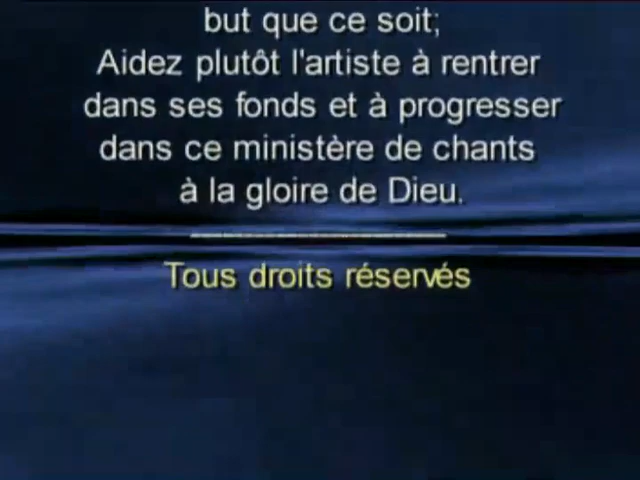 but que ce soit;
Aidez plutôt l'artiste à rentrer
dans ses fonds et à progresser
dans ce ministère de chants
à la gloire de Dieu.
Tous droits réservés